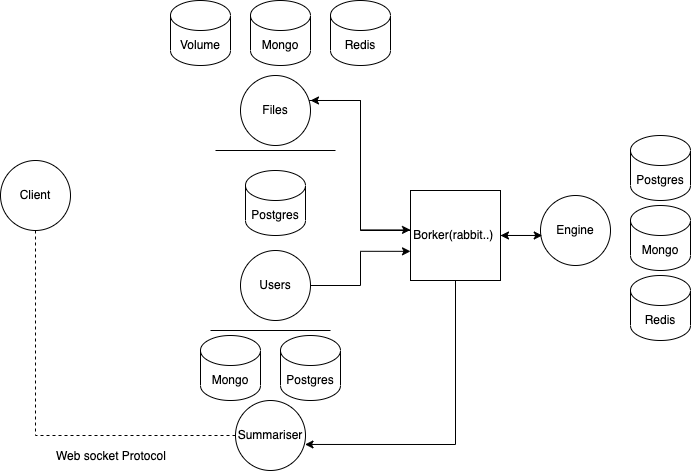 Volume
Mongo
Redis
Files
Client
Postgres
Postgres
Borker(rabbit..)
Engine
Mongo
Users
Redis
Mongo
Postgres
Summariser
Web socket Protocol